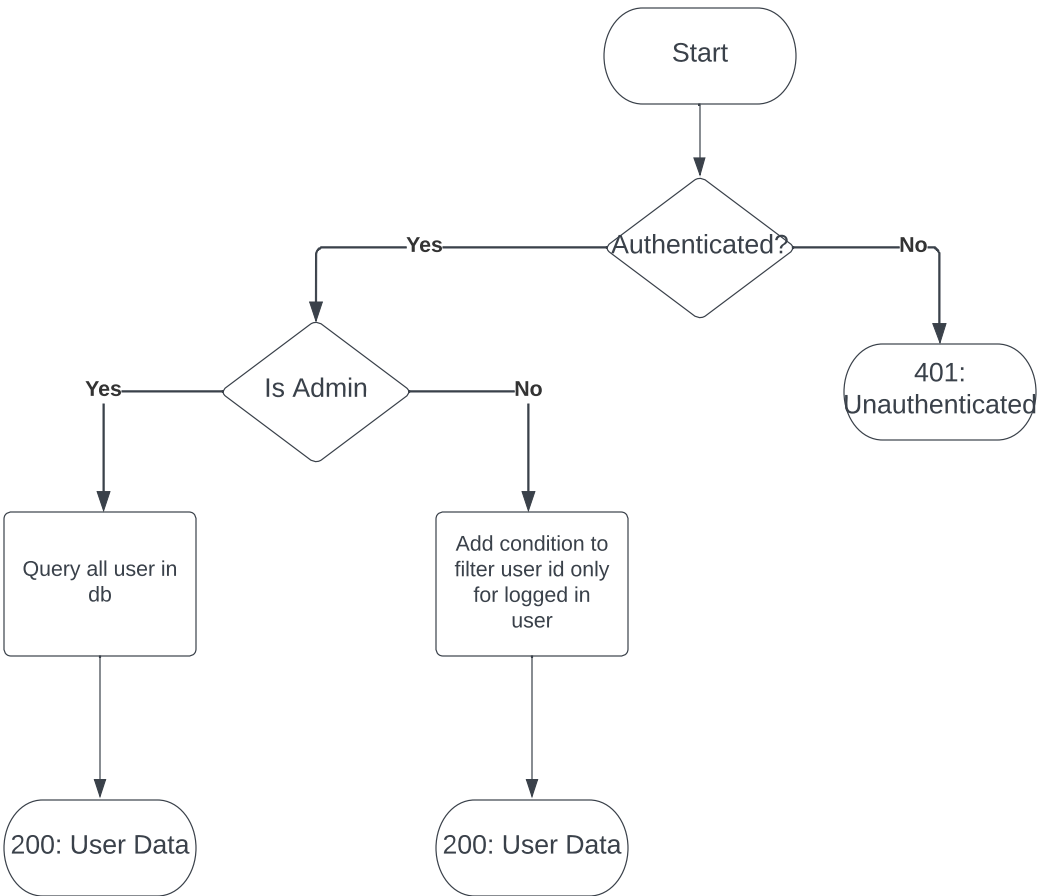 Start
Authenticated?
Yes
No
401:
Unauthenticated
Is Admin
Yes
No
Query all user in
db
Add condition to
filter user id only
for logged in
user
200: User Data
200: User Data